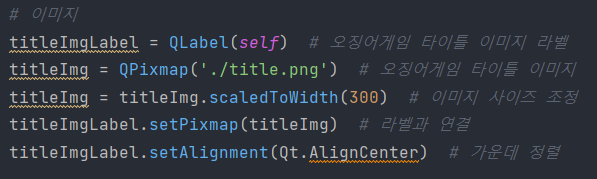 # 이미지
titleImgLabel = QLabel(self)  # 오징어게임 타이틀 이미지 라벨
titleImg = QPixmap('./title.png')  # 오징어게임 타이틀 이미지
titleImg = titleImg.scaledToWidth(300)  # 이미지 사이즈 조정
titleImgLabel.setPixmap(titleImg)  # 라벨과 연결
titleImgLabel.setAlignment(Qt.AlignCenter)  # 가운데 정렬